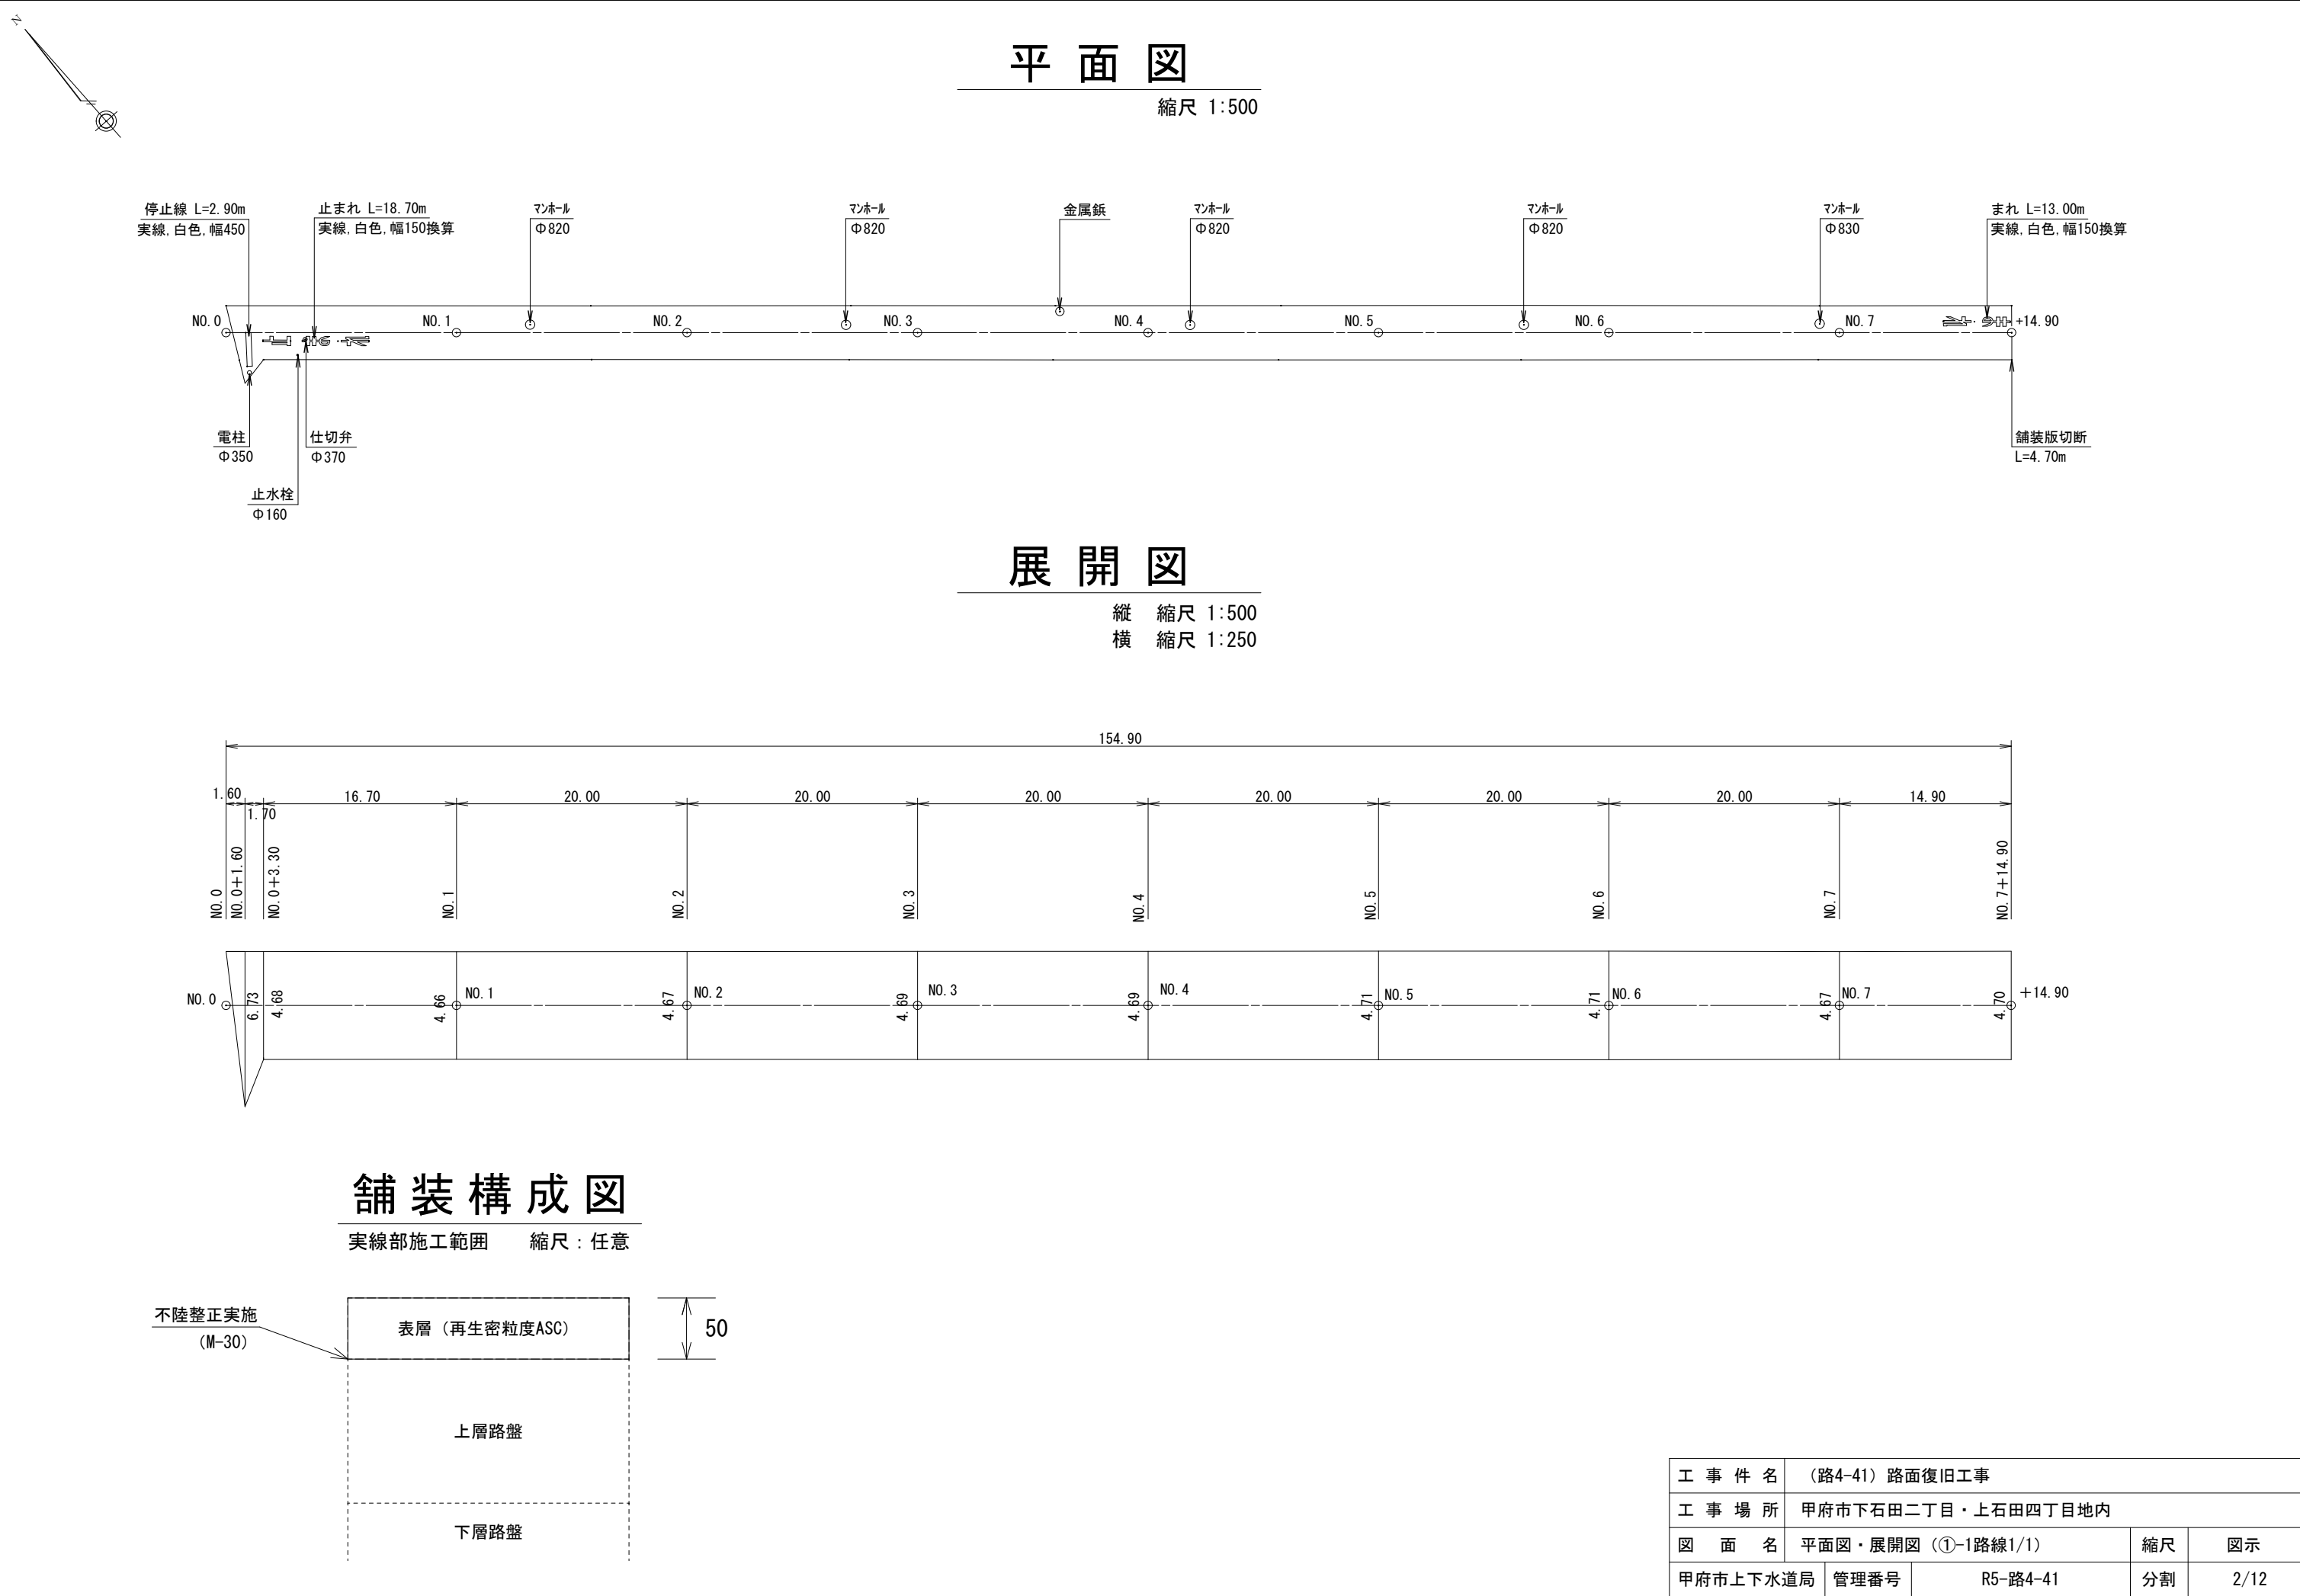 N
平面図
縮尺 1:500
停止線 L=2.90m
実線,白色,幅450
止まれ L=18.70m
実線,白色,幅150換算
ﾏﾝﾎｰﾙ
Φ820
ﾏﾝﾎｰﾙ
Φ820
金属鋲
ﾏﾝﾎｰﾙ
Φ820
ﾏﾝﾎｰﾙ
Φ820
ﾏﾝﾎｰﾙ
Φ830
まれ L=13.00m
実線,白色,幅150換算
NO.0
NO.1
NO.2
NO.3
NO.4
NO.5
NO.6
NO.7
+14.90
止まれ
まれ
電柱
Φ350
仕切弁
Φ370
止水栓
Φ160
舗装版切断
L=4.70m
展開図
縦 縮尺 1:500
横 縮尺 1:250
154.90
1.60
1.70
16.70
20.00
20.00
20.00
20.00
20.00
20.00
14.90
NO.0
NO.0+1.60
NO.0+3.30
NO.1
NO.2
NO.3
NO.4
NO.5
NO.6
NO.7
NO.7+14.90
NO.0
6.73
4.68
4.66
NO.1
4.67
NO.2
4.69
NO.3
4.69
NO.4
4.71
NO.5
4.71
NO.6
4.67
NO.7
4.70
+14.90
舗装構成図
実線部施工範囲 縮尺：任意
不陸整正実施
(M-30)
表層（再生密粒度ASC）
50
上層路盤
下層路盤
工事件名 （路4-41）路面復旧工事
工事場所 甲府市下石田二丁目・上石田四丁目地内
図面名 平面図・展開図（①-1路線1/1） 縮尺 図示
甲府市上下水道局 管理番号 R5-路4-41 分割 2/12